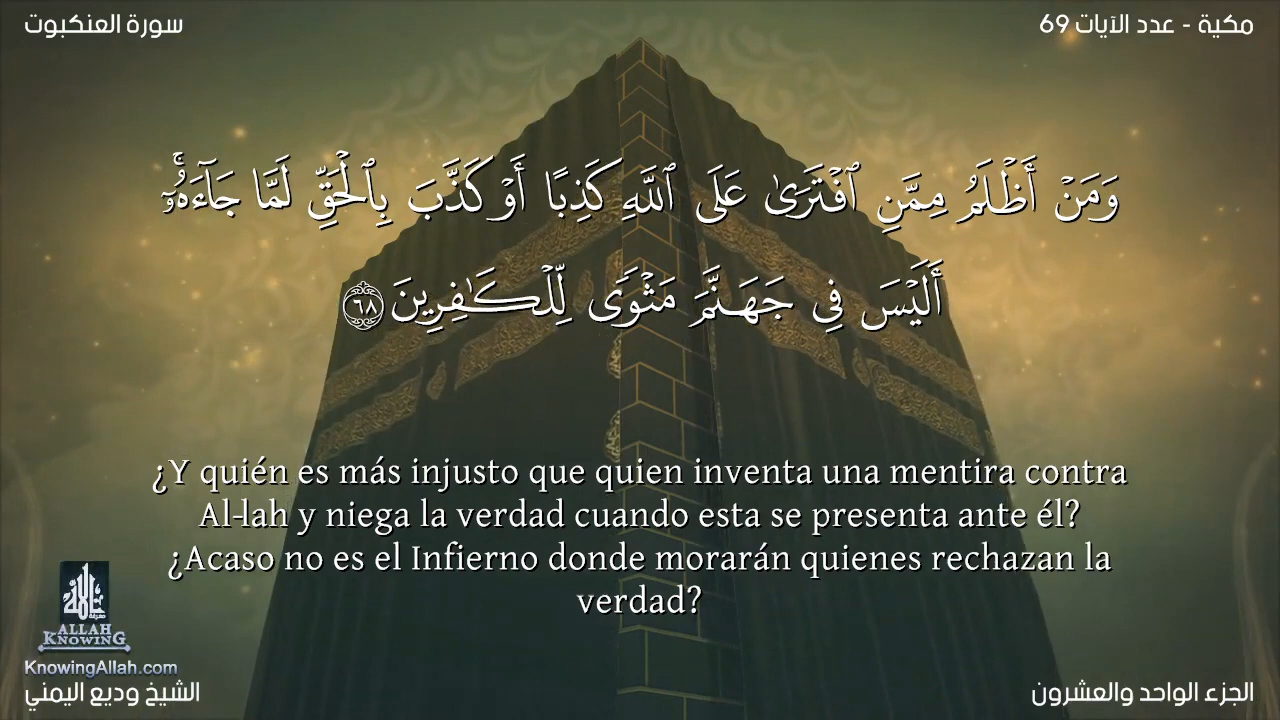 مكية - عدد الآيات 69
سورة العنكبوت
وَمَنْ أَظْلَمُ مِمَّنِ ٱفْتَرَىٰ عَلَى ٱللَّهِ كَذِبًا أَوْ كَذَّبَ بِٱلْحَقِّ لَمَّا جَآءَهُۥٓ ۚ
أَلَيْسَ فِى جَهَنَّمَ مَثْوًى لِّلْكَـٰفِرِينَ ٦٨
¿Y quién es más injusto que quien inventa una mentira contra
Al-lah y niega la verdad cuando esta se presenta ante él?
¿Acaso no es el Infierno donde morarán quienes rechazan la
verdad?
ALLAH
KNOWING
KnowingAllah.com
الجزء الواحد والعشرون
الشيخ وديع اليمني